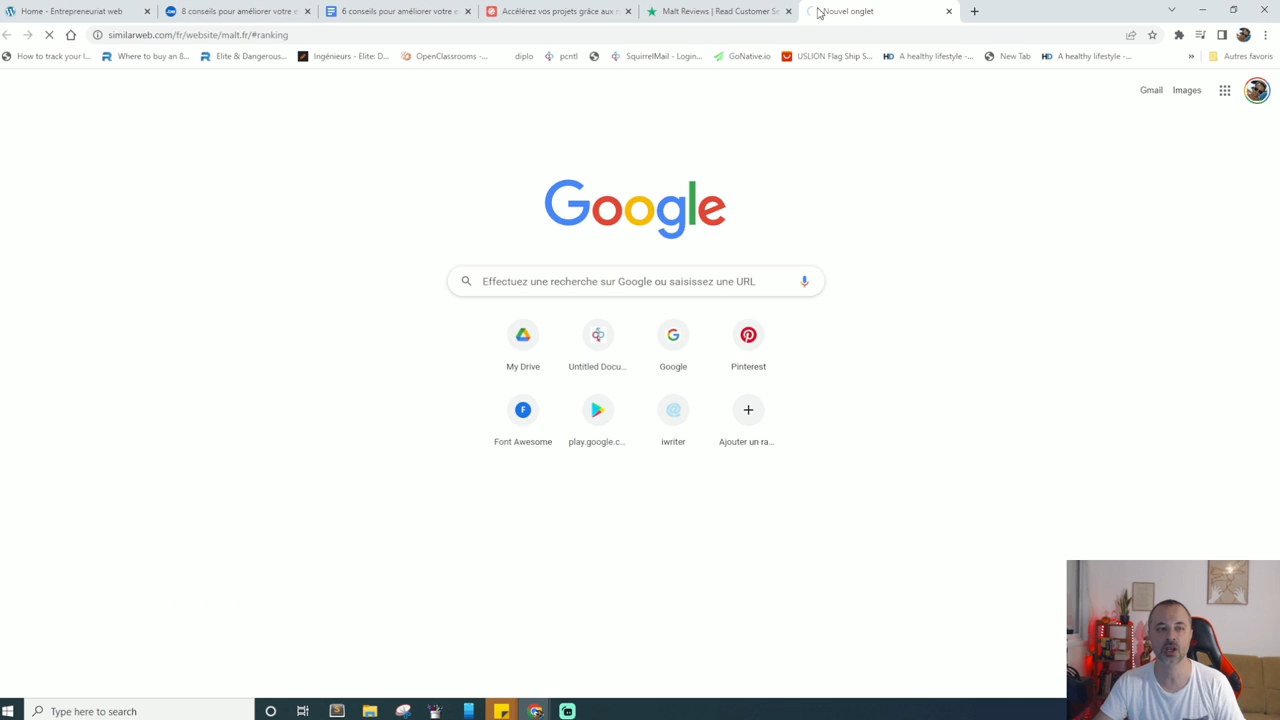 Home - Entrepreneuriat web
8 conseils pour améliorer votre e
6 conseils pour améliorer votre es
Accélérez vos projets grâce aux
Malt Reviews | Read Customer Se
Nouvel onglet
similarweb.com/fr/website/malt.fr/#ranking
How to track your l...
Where to buy an 8...
Elite & Dangerous...
Ingénieurs - Elite: D...
OpenClassrooms -...
diplo
pcntl
SquirrelMail - Login...
GoNative.io
USLION Flag Ship S...
A healthy lifestyle -...
New Tab
A healthy lifestyle -...
»
Autres favoris
Gmail
Images
Google
Effectuez une recherche sur Google ou saisissez une URL
My Drive
Untitled Docu...
Google
Pinterest
F
Font Awesome
play.google.c...
iwriter
Ajouter un ra...
Type here to search